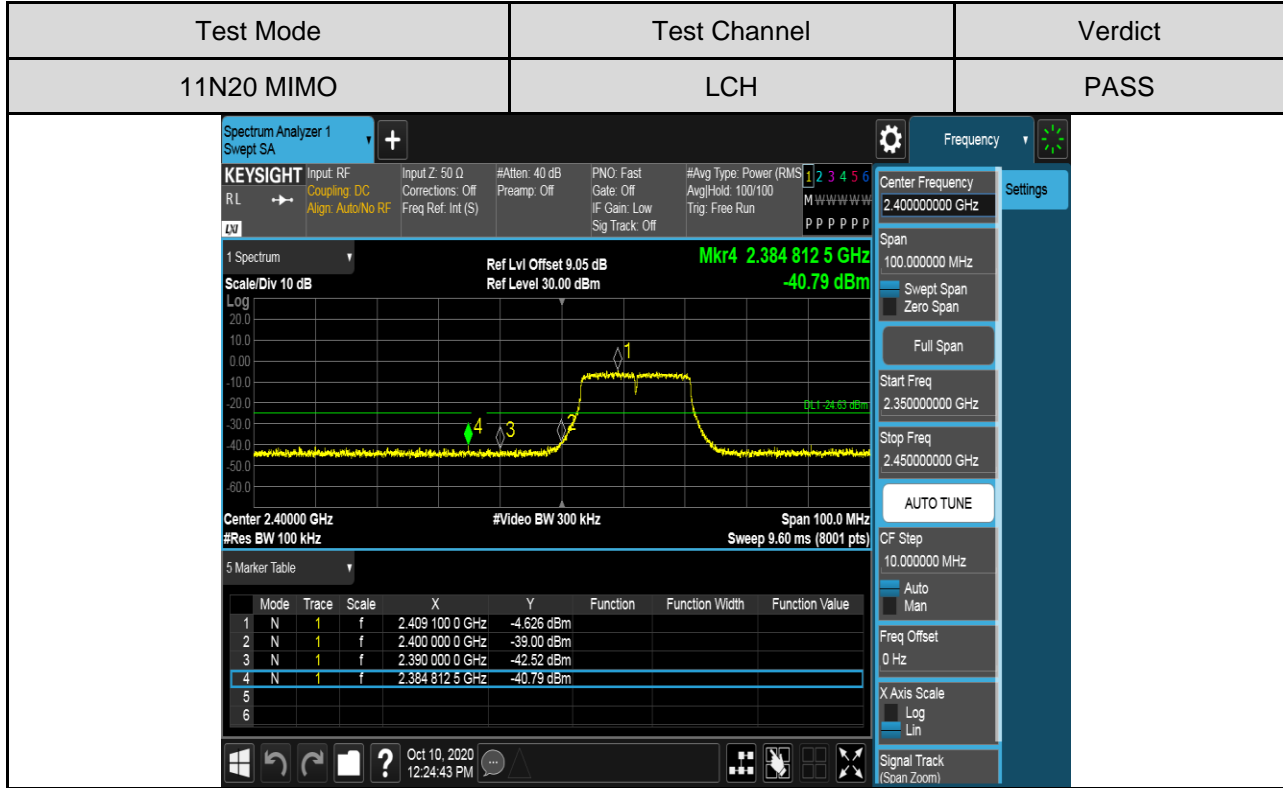 Test Mode Test Channel Verdict
11N20 MIMO LCH PASS
Spectrum Analyzer 1
Swept SA
+
Frequency
KEYSIGHT Input: RF Input Z: 50 Ω #Atten: 40 dB PNO: Fast #Avg Type: Power (RMS 1 2 3 4 5 6
RL Coupling: DC Corrections: Off Preamp: Off Gate: Off Avg|Hold: 100/100 M W W W W W
Align: Auto/No RF Freq Ref: Int (S) IF Gain: Low Trig: Free Run
LXI Sig Track: Off P P P P P P
Center Frequency
2.400000000 GHz
Settings
1 Spectrum
Ref Lvl Offset 9.05 dB Mkr4 2.384 812 5 GHz
Scale/Div 10 dB Ref Level 30.00 dBm -40.79 dBm
Log
20.0
10.0
0.00
-10.0
-20.0
-30.0
-40.0
-50.0
-60.0
1
DL1 -24.63 dBm
4 3 2
Center 2.40000 GHz #Video BW 300 kHz Span 100.0 MHz
#Res BW 100 kHz Sweep 9.60 ms (8001 pts)
Span
100.000000 MHz
Swept Span
Zero Span
Full Span
Start Freq
2.350000000 GHz
Stop Freq
2.450000000 GHz
AUTO TUNE
CF Step
10.000000 MHz
Auto
Man
Freq Offset
0 Hz
X Axis Scale
Log
Lin
Signal Track
(Span Zoom)
5 Marker Table
Mode Trace Scale X Y Function Function Width Function Value
1 N 1 f 2.409 100 0 GHz -4.626 dBm
2 N 1 f 2.400 000 0 GHz -39.00 dBm
3 N 1 f 2.390 000 0 GHz -42.52 dBm
4 N 1 f 2.384 812 5 GHz -40.79 dBm
5
6
? Oct 10, 2020
12:24:43 PM